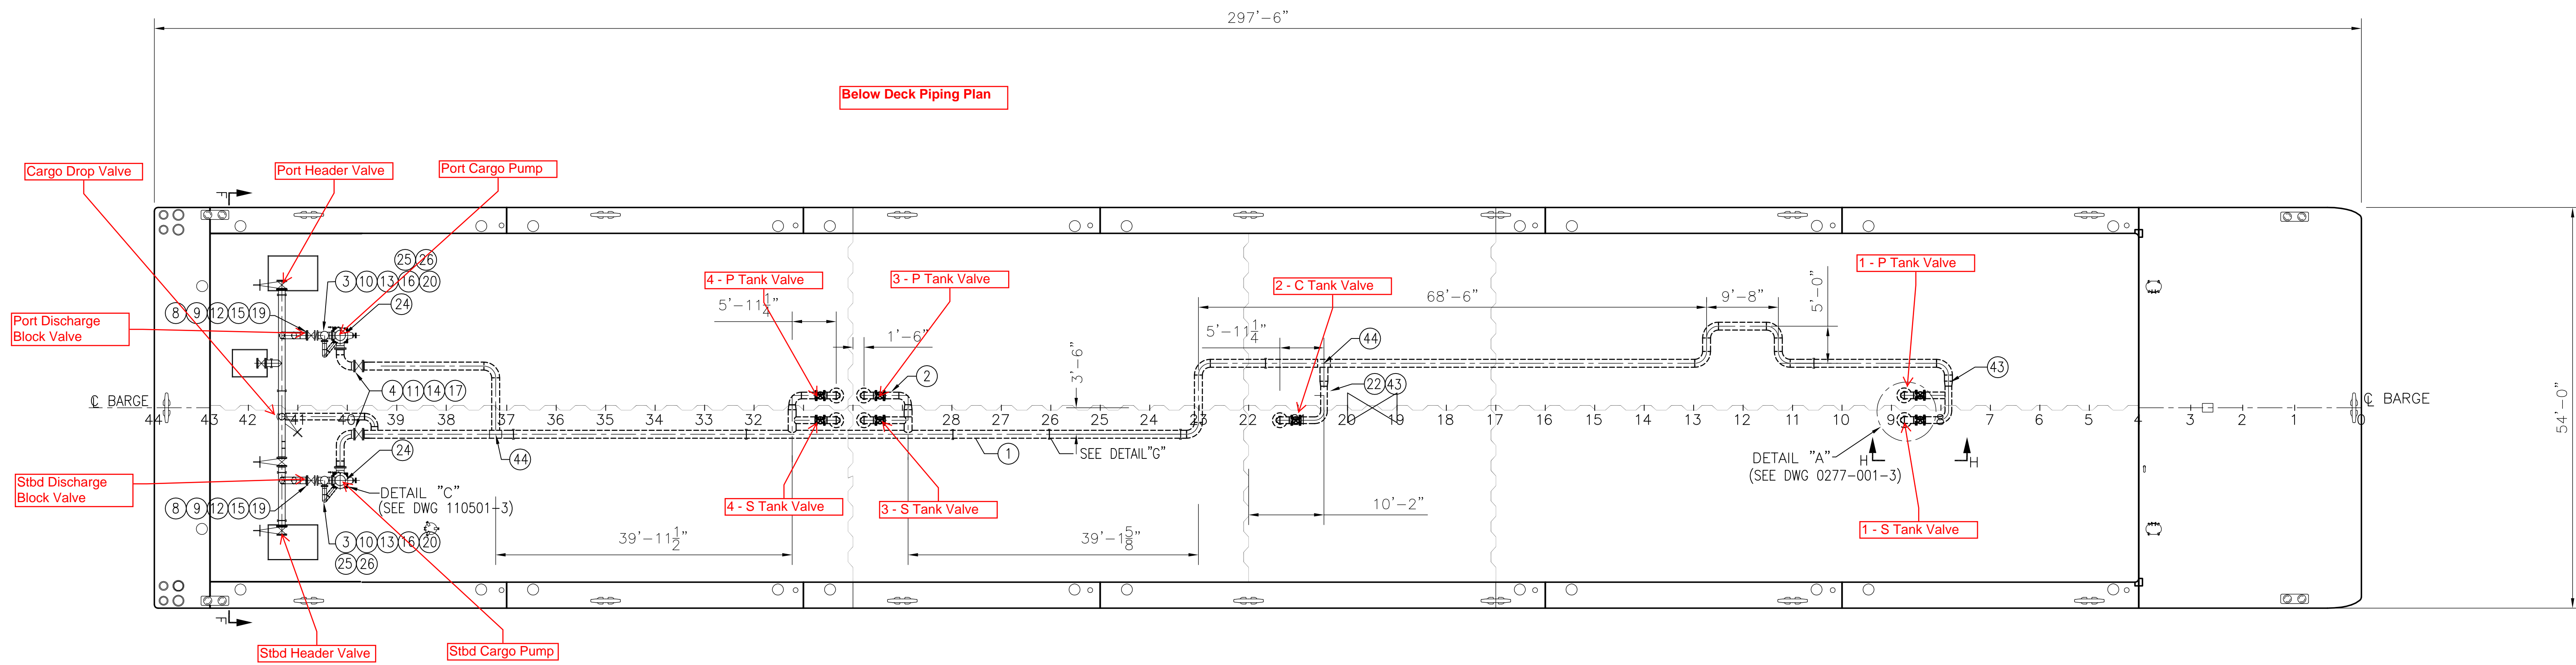 297'-6"
Below Deck Piping Plan
Cargo Drop Valve
Port Header Valve
Port Cargo Pump
F
25 26
3 10 13 16 20
24
8 9 12 15 19
Port Discharge
Block Valve
4 - P Tank Valve
3 - P Tank Valve
5'-11 1/4"
1'-6"
2 - C Tank Valve
5'-11 1/4"
68'-6"
9'-8"
5'-0"
1 - P Tank Valve
44
3'-6"
2
4 11 14 17
22 43
43
℄ BARGE
℄ BARGE
44 43 42 41 40 39 38 37 36 35 34 33 32 31 30 29 28 27 26 25 24 23 22 21 20 19 18 17 16 15 14 13 12 11 10 9 8 7 6 5 4 3 2 1 0
54'-0"
24
44
1
SEE DETAIL"G"
DETAIL "A"
(SEE DWG 0277-001-3)
H H
Stbd Discharge
Block Valve
DETAIL "C"
(SEE DWG 110501-3)
8 9 12 15 19
4 - S Tank Valve
3 - S Tank Valve
10'-2"
1 - S Tank Valve
3 10 13 16 20
25 26
39'-11 1/2"
39'-1 5/8"
F
Stbd Header Valve
Stbd Cargo Pump